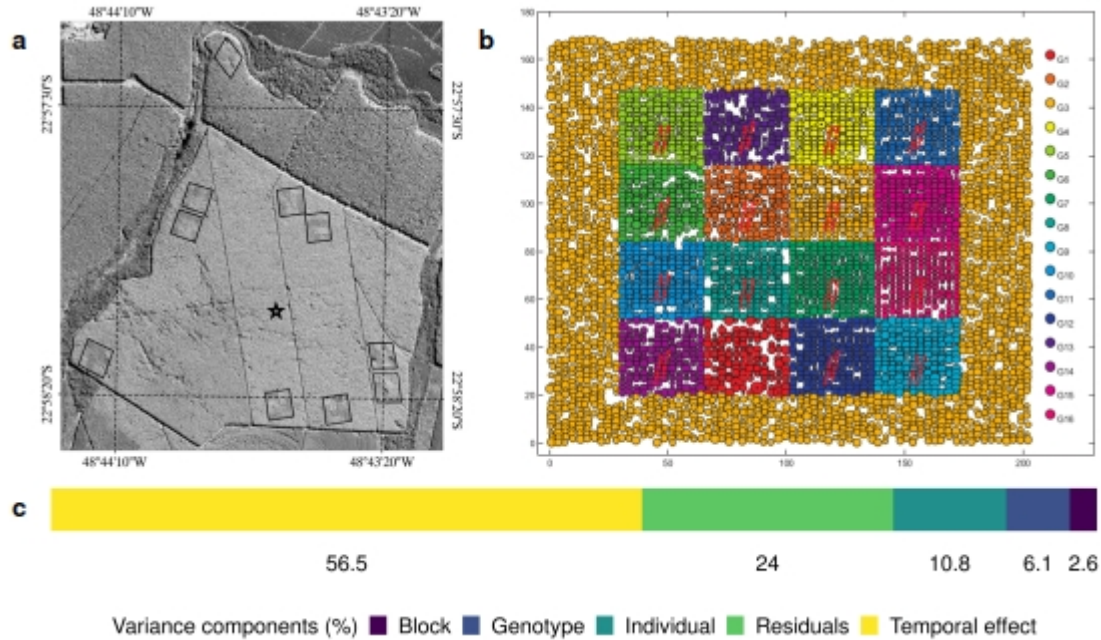 a
48°44'10"W
48°43'20"W
22°57'30"S
22°57'30"S
22°58'20"S
22°58'20"S
48°44'10"W
48°43'20"W
b
180
160
140
120
100
80
60
40
20
0
0
50
100
150
200
G1
G2
G3
G4
G5
G6
G7
G8
G9
G10
G11
G12
G13
G14
G15
G16
c
56.5 24 10.8 6.1 2.6
Variance components (%) Block Genotype Individual Residuals Temporal effect